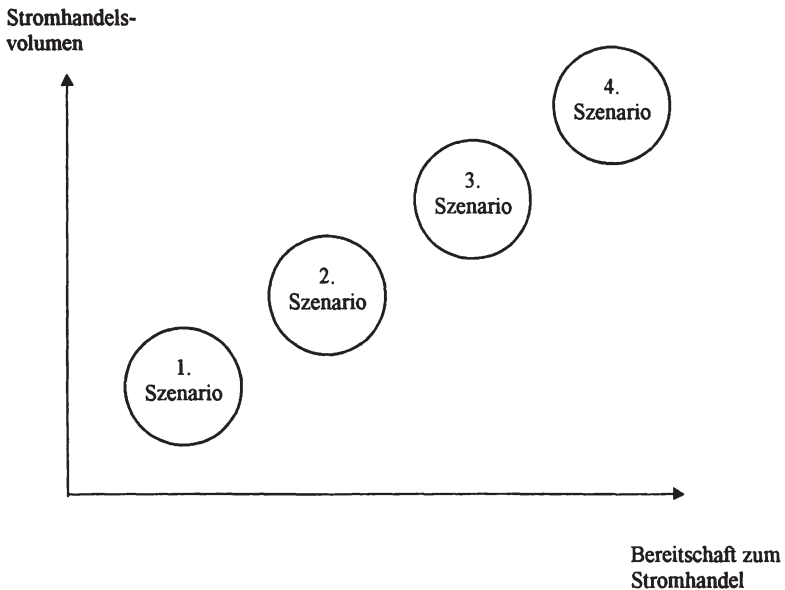 Stromhandels-
volumen
4.
Szenario
3.
Szenario
2.
Szenario
1.
Szenario
Bereitschaft zum
Stromhandel